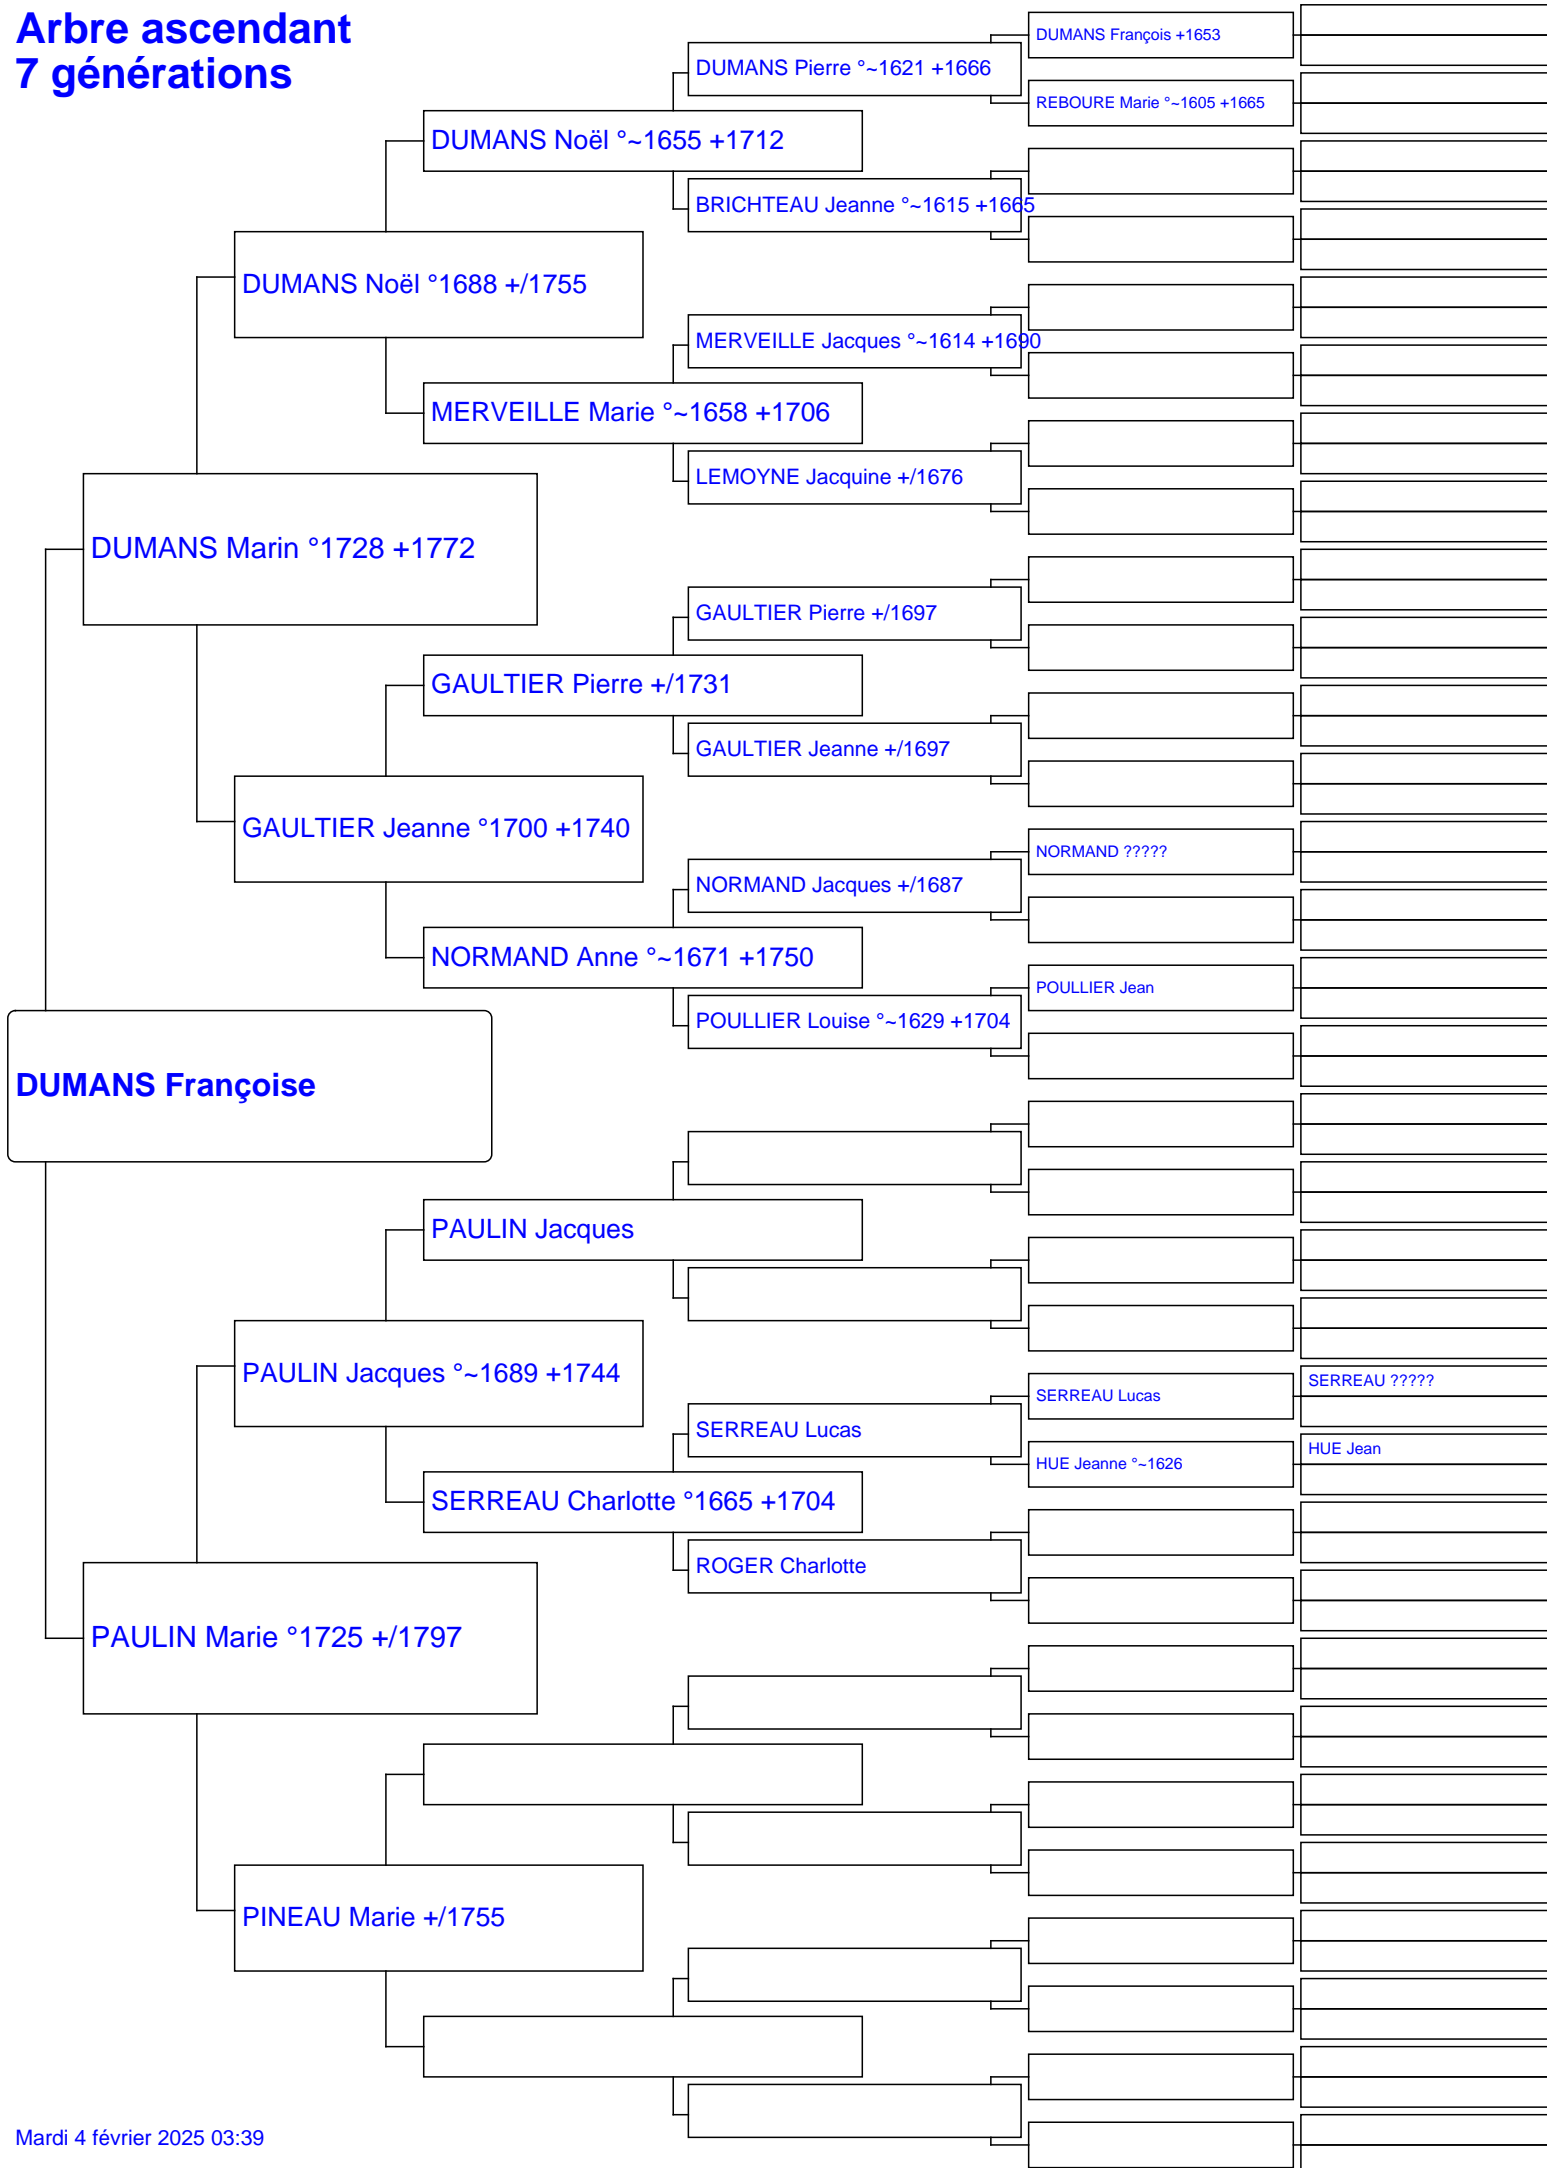 Arbre ascendant
7 générations
DUMANS François +1653
DUMANS Pierre °~1621 +1666
REBOURE Marie °~1605 +1665
DUMANS Noël °~1655 +1712
BRICHTEAU Jeanne °~1615 +1665
DUMANS Noël °1688 +/1755
MERVEILLE Jacques °~1614 +1690
MERVEILLE Marie °~1658 +1706
LEMOYNE Jacquine +/1676
DUMANS Marin °1728 +1772
GAULTIER Pierre +/1697
GAULTIER Pierre +/1731
GAULTIER Jeanne +/1697
GAULTIER Jeanne °1700 +1740
NORMAND ?????
NORMAND Jacques +/1687
NORMAND Anne °~1671 +1750
POULLIER Jean
POULLIER Louise °~1629 +1704
DUMANS Françoise
PAULIN Jacques
PAULIN Jacques °~1689 +1744
SERREAU ?????
SERREAU Lucas
SERREAU Lucas
HUE Jean
HUE Jeanne °~1626
SERREAU Charlotte °1665 +1704
ROGER Charlotte
PAULIN Marie °1725 +/1797
PINEAU Marie +/1755
Mardi 4 février 2025 03:39